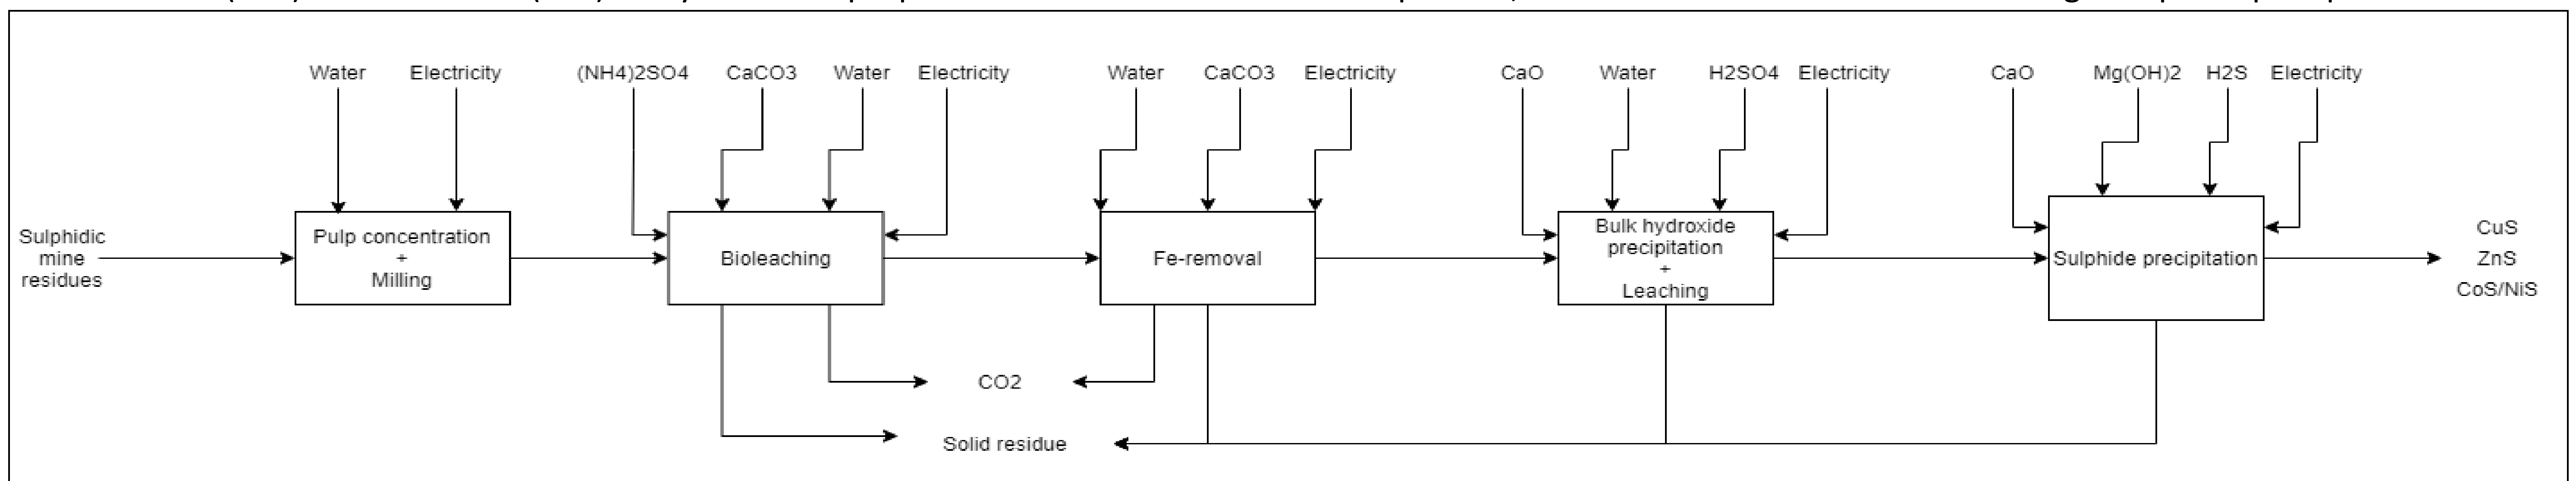 Water Electricity (NH4)2SO4 CaCO3 Water Electricity Water CaCO3 Electricity CaO Water H2SO4 Electricity CaO Mg(OH)2 H2S Electricity
Sulphidic
mine
residues
Pulp concentration
+
Milling
Bioleaching
Fe-removal
Bulk hydroxide
precipitation
+
Leaching
Sulphide precipitation
CuS
ZnS
CoS/NiS
CO2
Solid residue